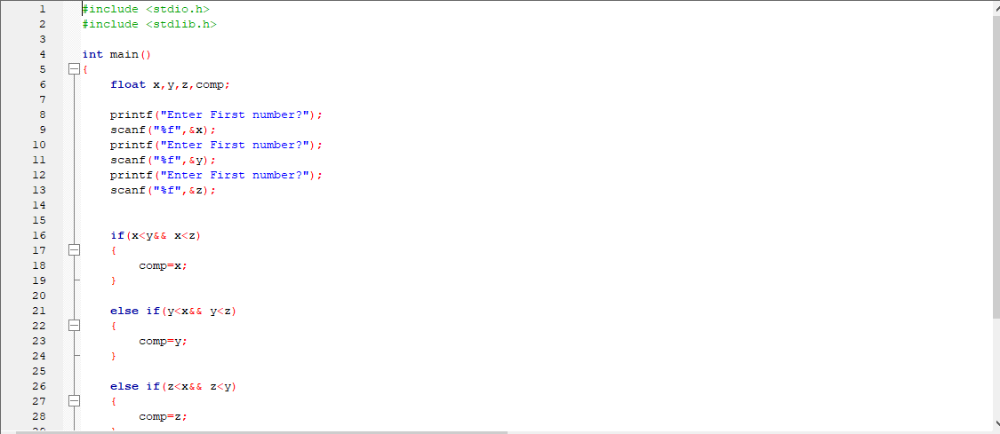 1 #include <stdio.h>
2 #include <stdlib.h>
3
4 int main()
5 {
6 float x,y,z,comp;
7
8 printf("Enter First number?");
9 scanf("%f",&x);
10 printf("Enter First number?");
11 scanf("%f",&y);
12 printf("Enter First number?");
13 scanf("%f",&z);
14
15
16 if(x<y&& x<z)
17 {
18 comp=x;
19 }
20
21 else if(y<x&& y<z)
22 {
23 comp=y;
24 }
25
26 else if(z<x&& z<y)
27 {
28 comp=z;